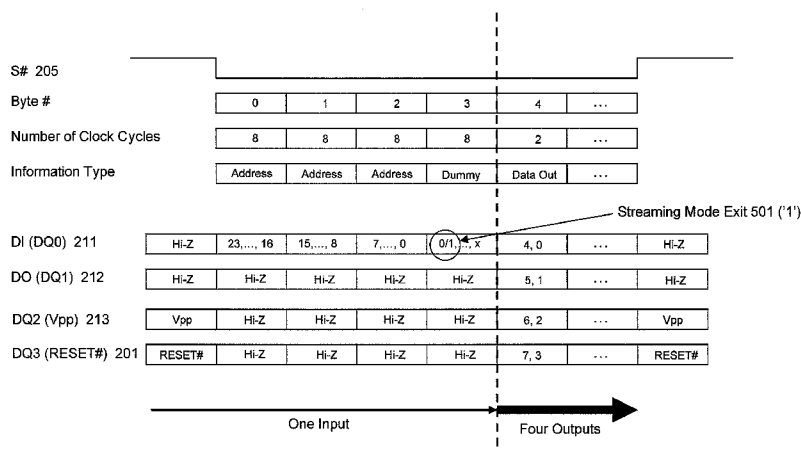 S# 205
Byte # 0 1 2 3 4 ...
Number of Clock Cycles 8 8 8 8 2 ...
Information Type Address Address Address Dummy Data Out ...
Streaming Mode Exit 501 ('1')
DI (DQ0) 211 Hi-Z 23,..., 16 15,..., 8 7,..., 0 0/1,..., x 4, 0 ... Hi-Z
DO (DQ1) 212 Hi-Z Hi-Z Hi-Z Hi-Z Hi-Z 5, 1 ... Hi-Z
DQ2 (Vpp) 213 Vpp Hi-Z Hi-Z Hi-Z Hi-Z 6, 2 ... Vpp
DQ3 (RESET#) 201 RESET# Hi-Z Hi-Z Hi-Z Hi-Z 7, 3 ... RESET#
One Input Four Outputs